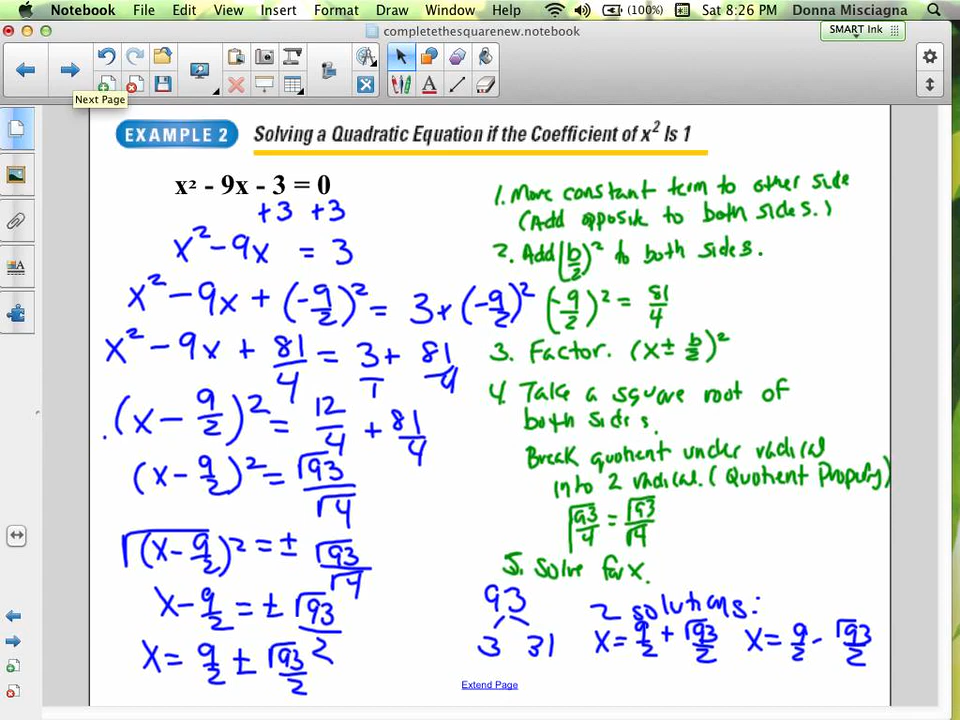 Notebook File Edit View Insert Format Draw Window Help (100%) Sat 8:26 PM Donna Misciagna
completethesquarenew.notebook
SMART Ink
Next Page
EXAMPLE 2 Solving a Quadratic Equation if the Coefficient of x² Is 1
x² - 9x - 3 = 0
+3 +3
x² - 9x = 3
x² - 9x + (-9/2)² = 3 + (-9/2)²
x² - 9x + 81/4 = 3/1 + 81/4
(x - 9/2)² = 12/4 + 81/4
(x - 9/2)² = √93/√4
√(x - 9/2)² = ± √93/√4
x - 9/2 = ± √93/2
x = 9/2 ± √93/2
1. Move constant term to other side
(Add opposite to both sides.)
2. Add (b/2)² to both sides.
(-9/2)² = 81/4
3. Factor. (x ± b/2)²
4. Take a square root of
both sides.
Break quotient under radical
into 2 radical. (Quotient Property)
√93/4 = √93/√4
5. Solve for x.
93
3 31
2 solutions:
x = 9/2 + √93/2 x = 9/2 - √93/2
Extend Page